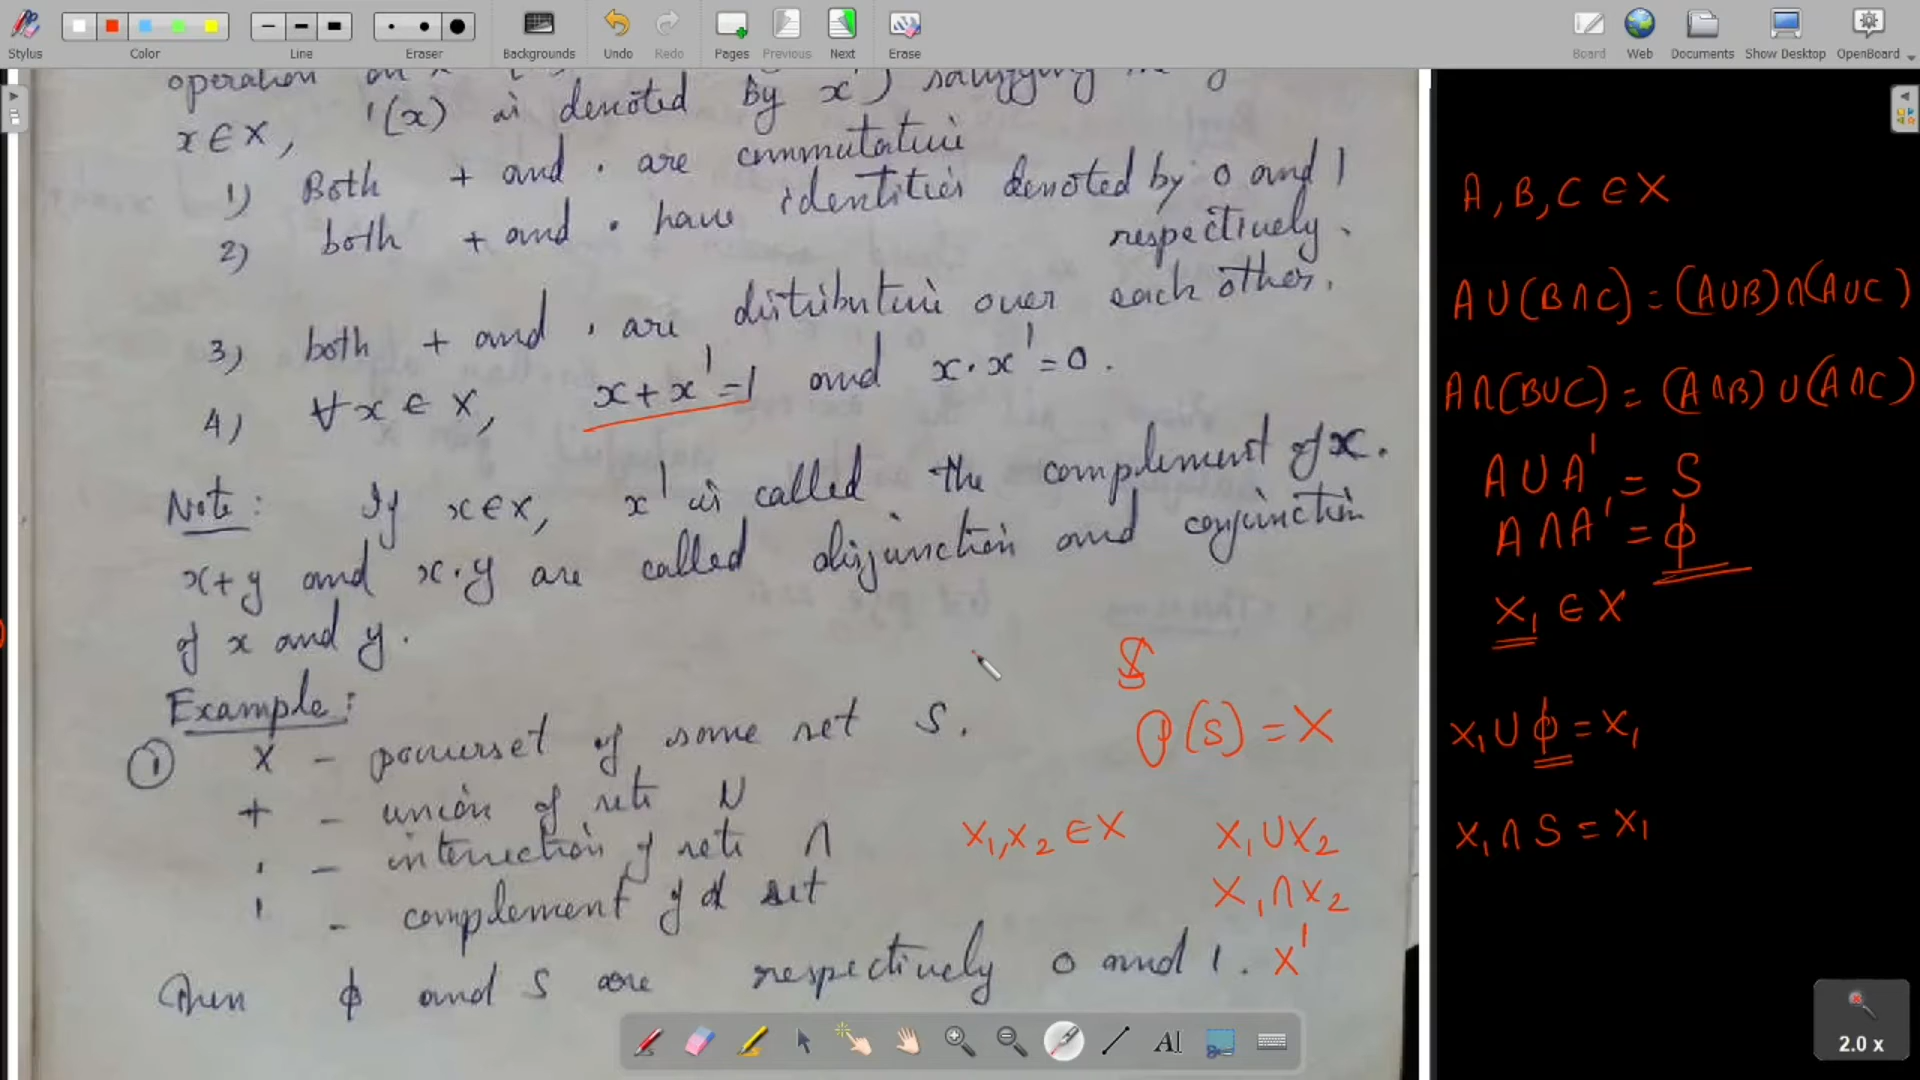 Stylus Color Line Eraser Backgrounds Undo Redo Pages Previous Next Erase Board Web Documents Show Desktop OpenBoard
operation on
x ∈ X, '(x) is denoted by x') satisfying the
1) Both + and . are commutative
2) both + and . have identities denoted by 0 and 1
respectively.
3) both + and . are distributive over each other.
4) ∀ x ∈ X, x + x' = 1 and x . x' = 0.
Note: If x ∈ X, x' is called the complement of x.
x+y and x.y are called disjunction and conjunction
of x and y.
Example:
① X - powerset of some set S.
+ - union of sets ∪
. - intersection of sets ∩
' - complement of a set
Then ϕ and S are respectively 0 and 1.
S
P(S) = X
X₁, X₂ ∈ X X₁ ∪ X₂
X₁ ∩ X₂
X'
A, B, C ∈ X
A ∪ (B ∩ C) = (A ∪ B) ∩ (A ∪ C)
A ∩ (B ∪ C) = (A ∩ B) ∪ (A ∩ C)
A ∪ A' = S
A ∩ A' = ϕ
X₁ ∈ X
X₁ ∪ ϕ = X₁
X₁ ∩ S = X₁
2.0 x